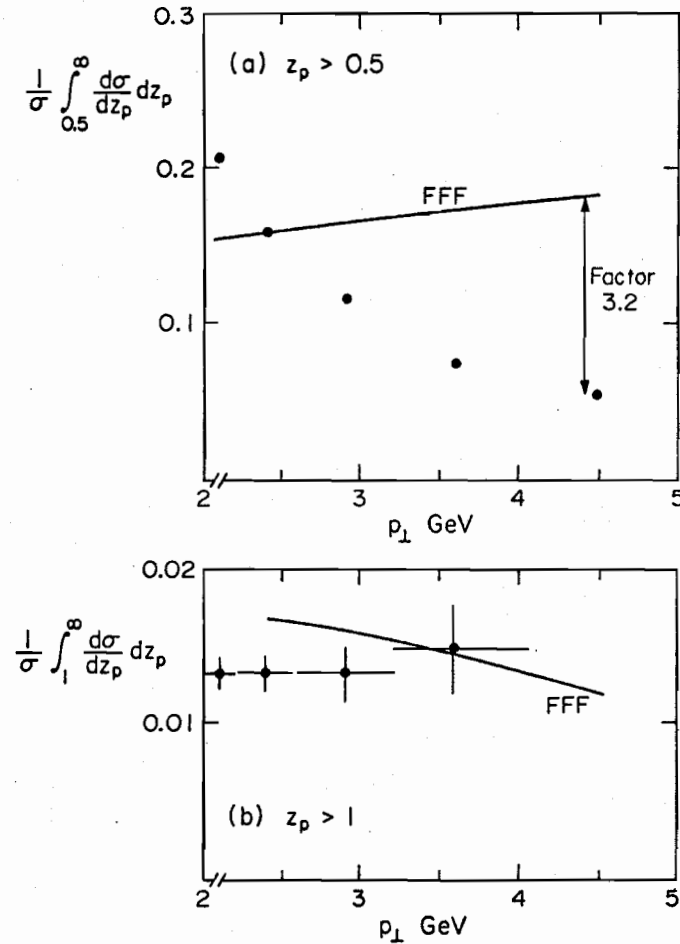 0.3
(a) z_p > 0.5
1/σ ∫_{0.5}^{∞} dσ/dz_p dz_p
0.2
FFF
Factor
3.2
0.1
2 3 4 5
p⊥ GeV
0.02
1/σ ∫_{1}^{∞} dσ/dz_p dz_p
0.01
FFF
(b) z_p > 1
2 3 4 5
p⊥ GeV